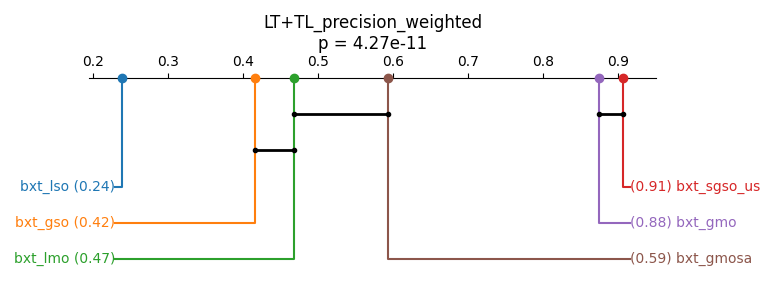 LT+TL_precision_weighted
p = 4.27e-11
0.2 0.3 0.4 0.5 0.6 0.7 0.8 0.9
bxt_lso (0.24) (0.91) bxt_sgso_us
bxt_gso (0.42) (0.88) bxt_gmo
bxt_lmo (0.47) (0.59) bxt_gmosa